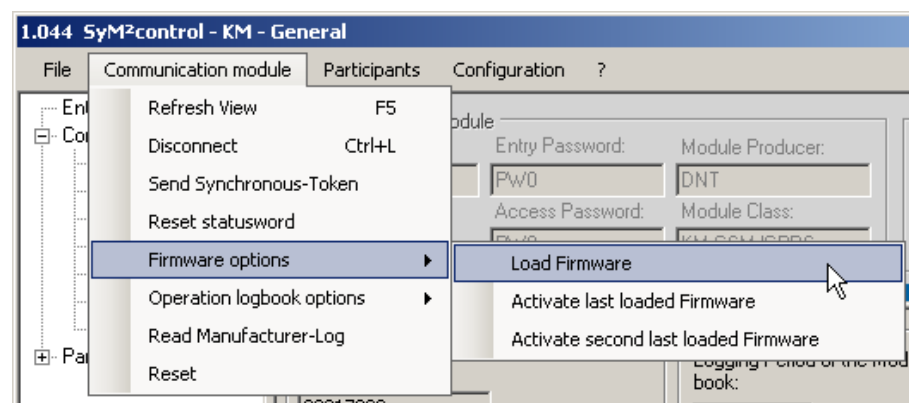 1.044 SyM²control - KM - General
File Communication module Participants Configuration ?
Refresh View F5
Disconnect Ctrl+L
Send Synchronous-Token
Reset statusword
Firmware options
Operation logbook options
Read Manufacturer-Log
Reset
Load Firmware
Activate last loaded Firmware
Activate second last loaded Firmware
Entry Password: Module Producer:
PW0 DNT
Access Password: Module Class:
book: